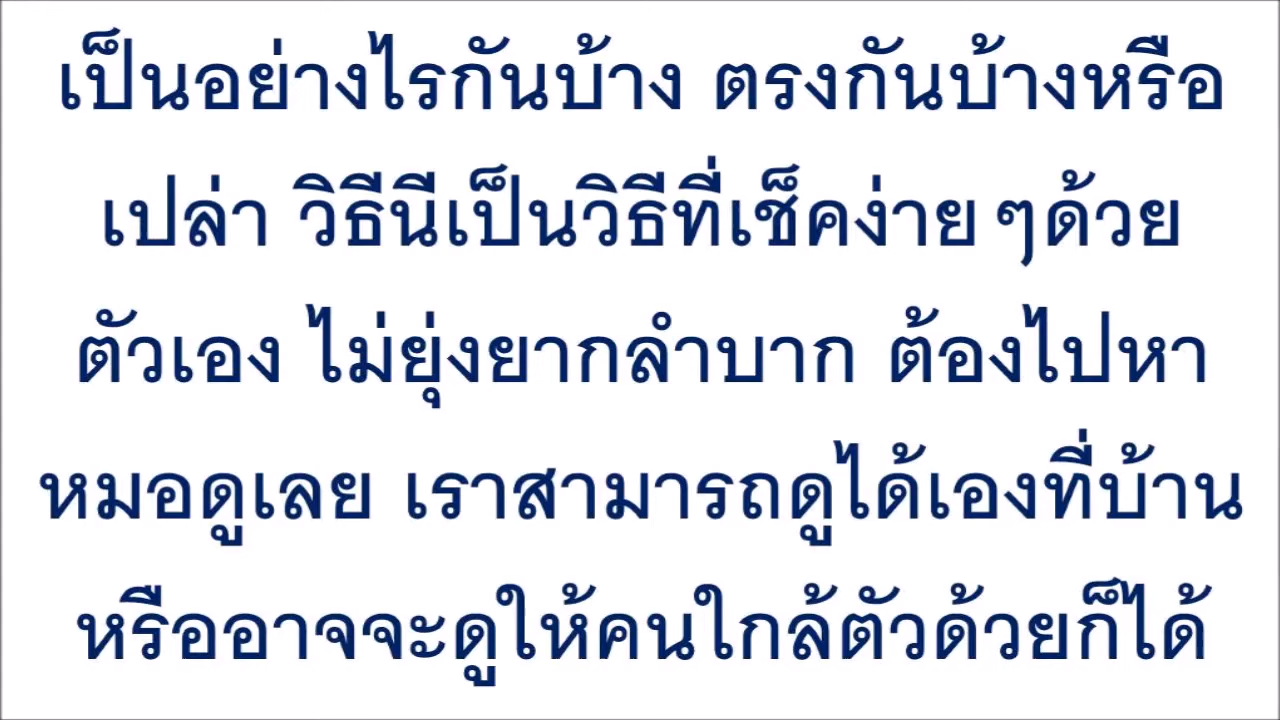 เป็นอย่างไรกันบ้าง ตรงกันบ้างหรือ
เปล่า วิธีนีเป็นวิธีที่เช็คง่าย ๆด้วย
ตัวเอง ไม่ยุ่งยากลำบาก ต้องไปหา
หมอดูเลย เราสามารถดูได้เองที่บ้าน
หรืออาจจะดูให้คนใกล้ตัวด้วยก็ได้